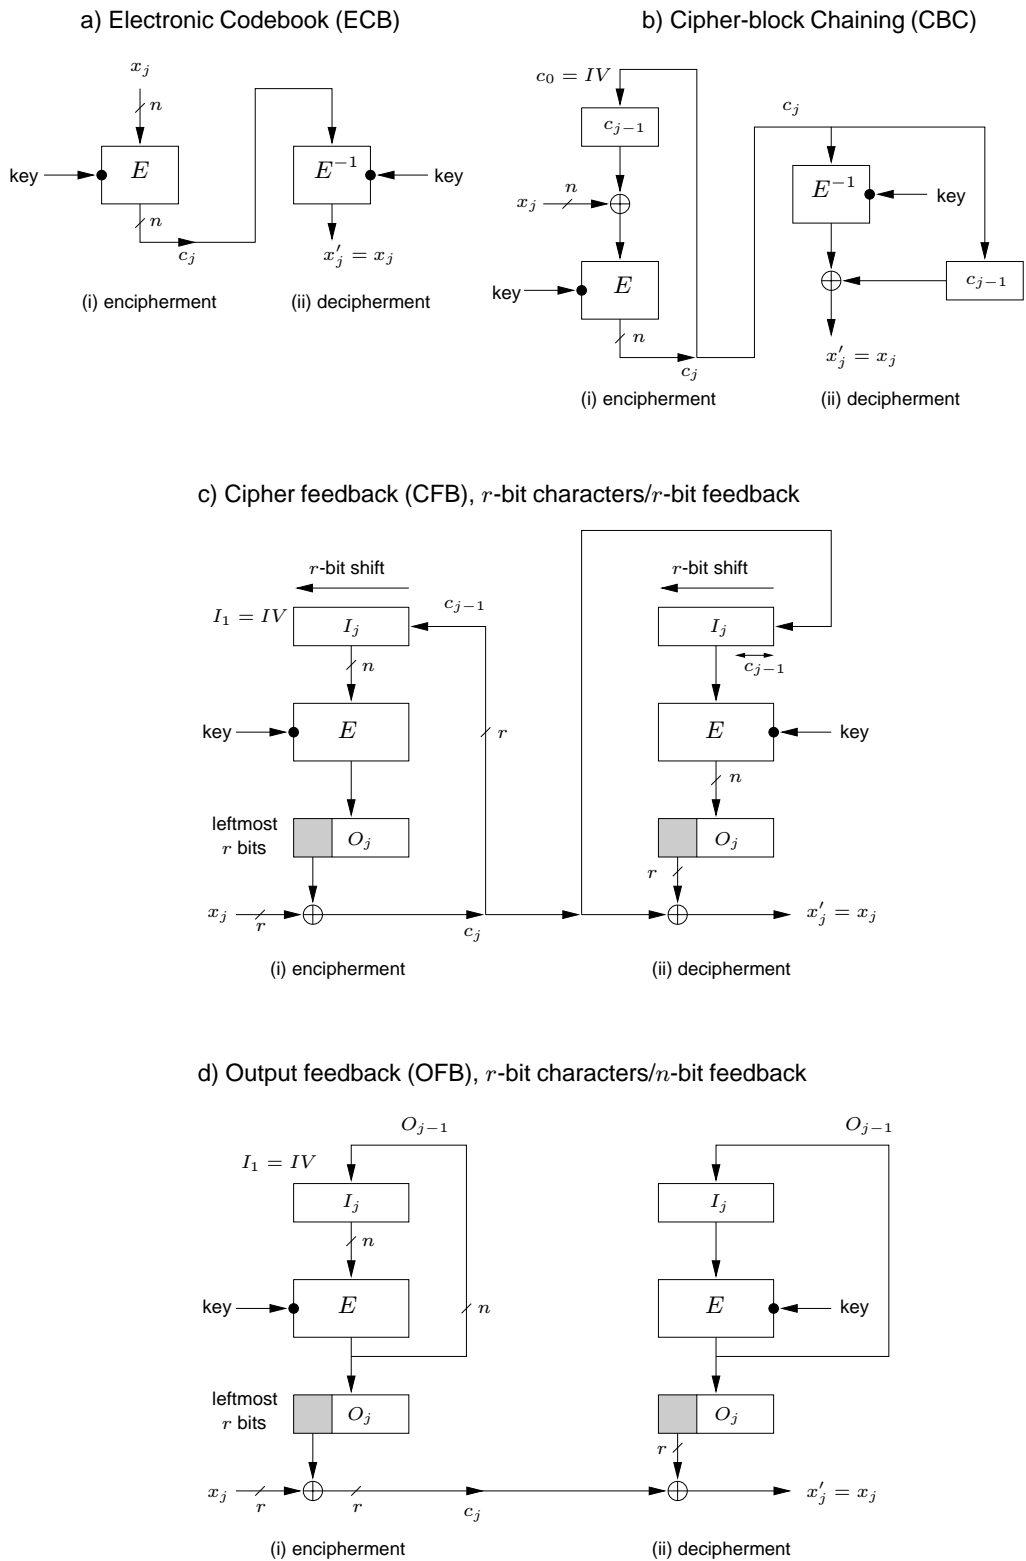 a) Electronic Codebook (ECB)
x_j
n
key
E
E^{-1}
key
n
c_j
x'_j = x_j
(i) encipherment
(ii) decipherment
b) Cipher-block Chaining (CBC)
c_0 = IV
c_{j-1}
c_j
x_j
n
E^{-1}
key
key
E
c_{j-1}
n
c_j
x'_j = x_j
(i) encipherment
(ii) decipherment
c) Cipher feedback (CFB), r-bit characters/r-bit feedback
r-bit shift
r-bit shift
I_1 = IV
I_j
c_{j-1}
I_j
c_{j-1}
n
key
E
r
E
key
n
leftmost
r bits
O_j
O_j
r
x_j
r
c_j
x'_j = x_j
(i) encipherment
(ii) decipherment
d) Output feedback (OFB), r-bit characters/n-bit feedback
O_{j-1}
O_{j-1}
I_1 = IV
I_j
I_j
n
key
E
n
E
key
leftmost
r bits
O_j
O_j
r
x_j
r
r
c_j
x'_j = x_j
(i) encipherment
(ii) decipherment